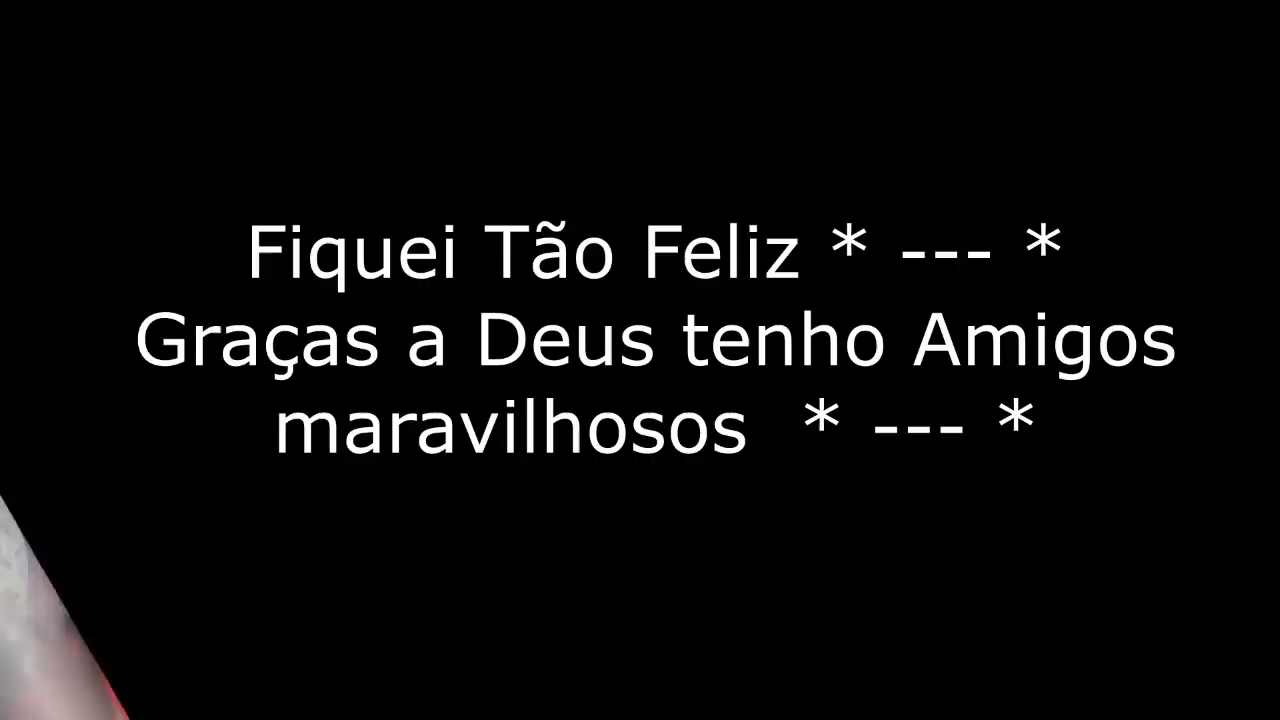 Fiquei Tão Feliz * --- *
Graças a Deus tenho Amigos
maravilhosos  * --- *